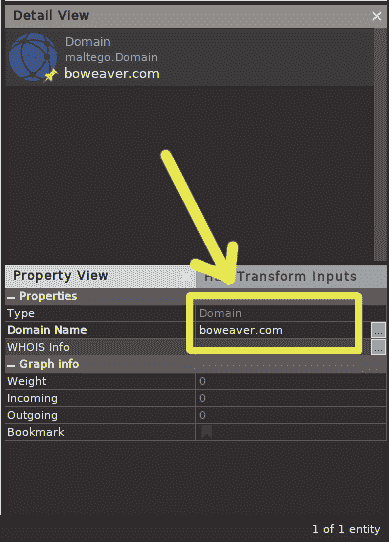 Detail View
Domain
maltego.Domain
boweaver.com
Property View
Transform Inputs
Properties
Type Domain
Domain Name boweaver.com ...
WHOIS Info ...
Graph info
Weight 0
Incoming 0
Outgoing 0
Bookmark
1 of 1 entity